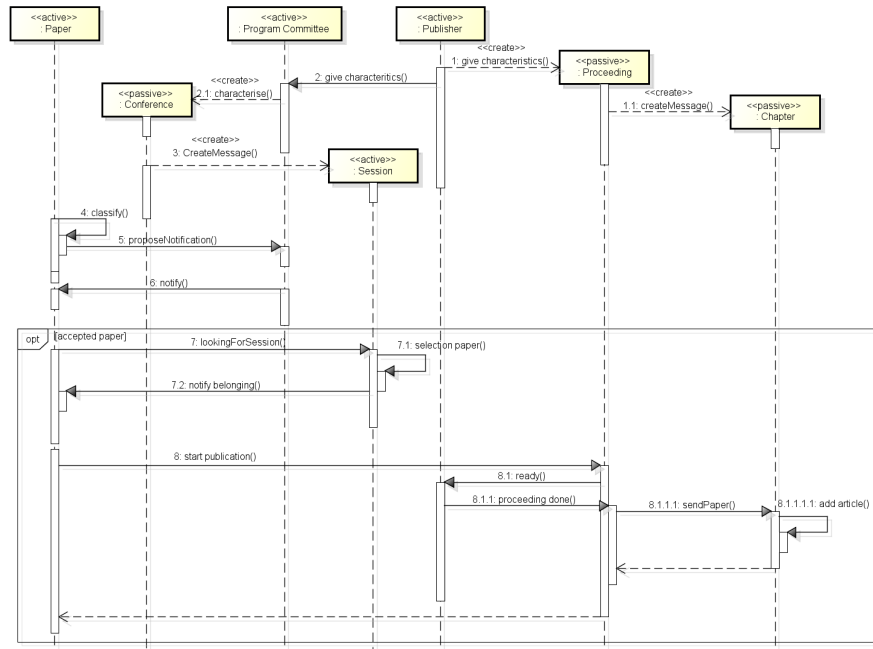 <<active>>
: Paper
<<active>>
: Program Committee
<<active>>
: Publisher
<<create>>
1: give characteristics()
<<passive>>
: Proceeding
<<create>>
2: give characteritics()
2.1: characterise()
<<passive>>
: Conference
<<create>>
1.1: createMessage()
<<passive>>
: Chapter
<<create>>
3: CreateMessage()
<<active>>
: Session
4: classify()
5: proposeNotification()
6: notify()
opt
[accepted paper]
7: lookingForSession()
7.1: selection paper()
7.2: notify belonging()
8: start publication()
8.1: ready()
8.1.1: proceeding done()
8.1.1.1: sendPaper()
8.1.1.1.1: add article()